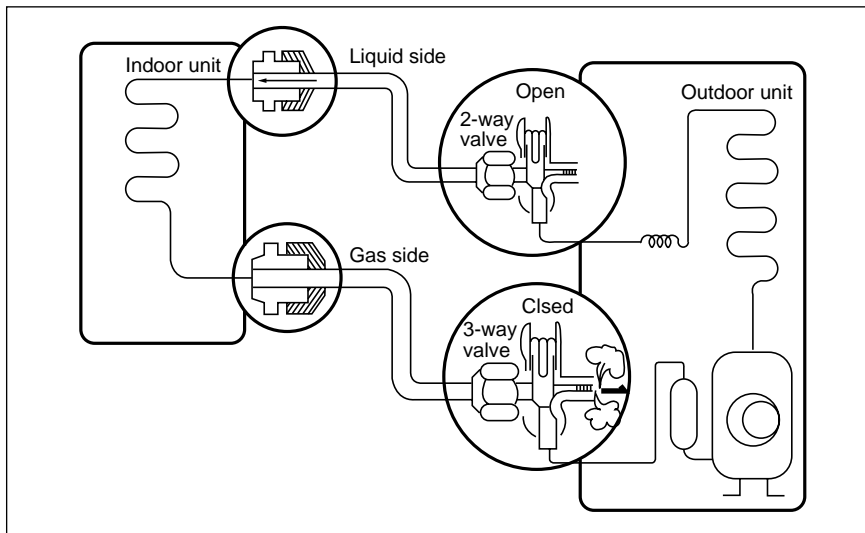 Indoor unit
Liquid side
Open
2-way
valve
Outdoor unit
Gas side
Clsed
3-way
valve